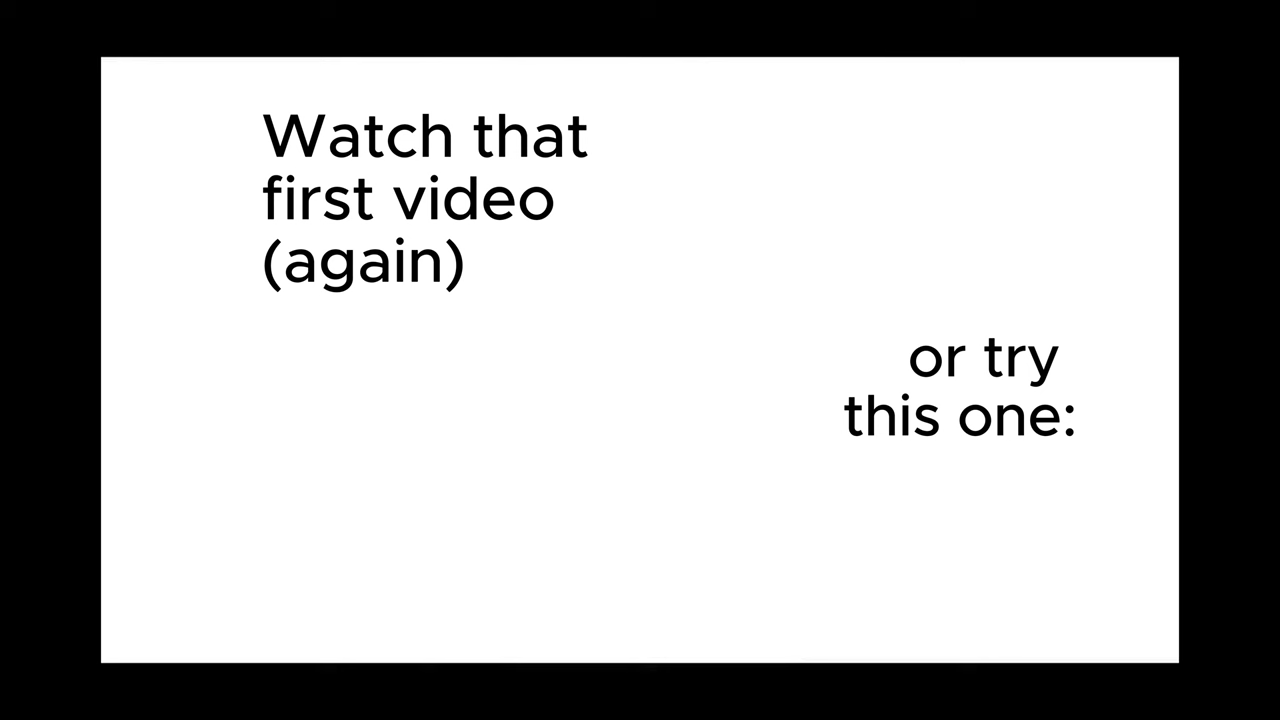 Watch that
first video
(again)
or try
this one: